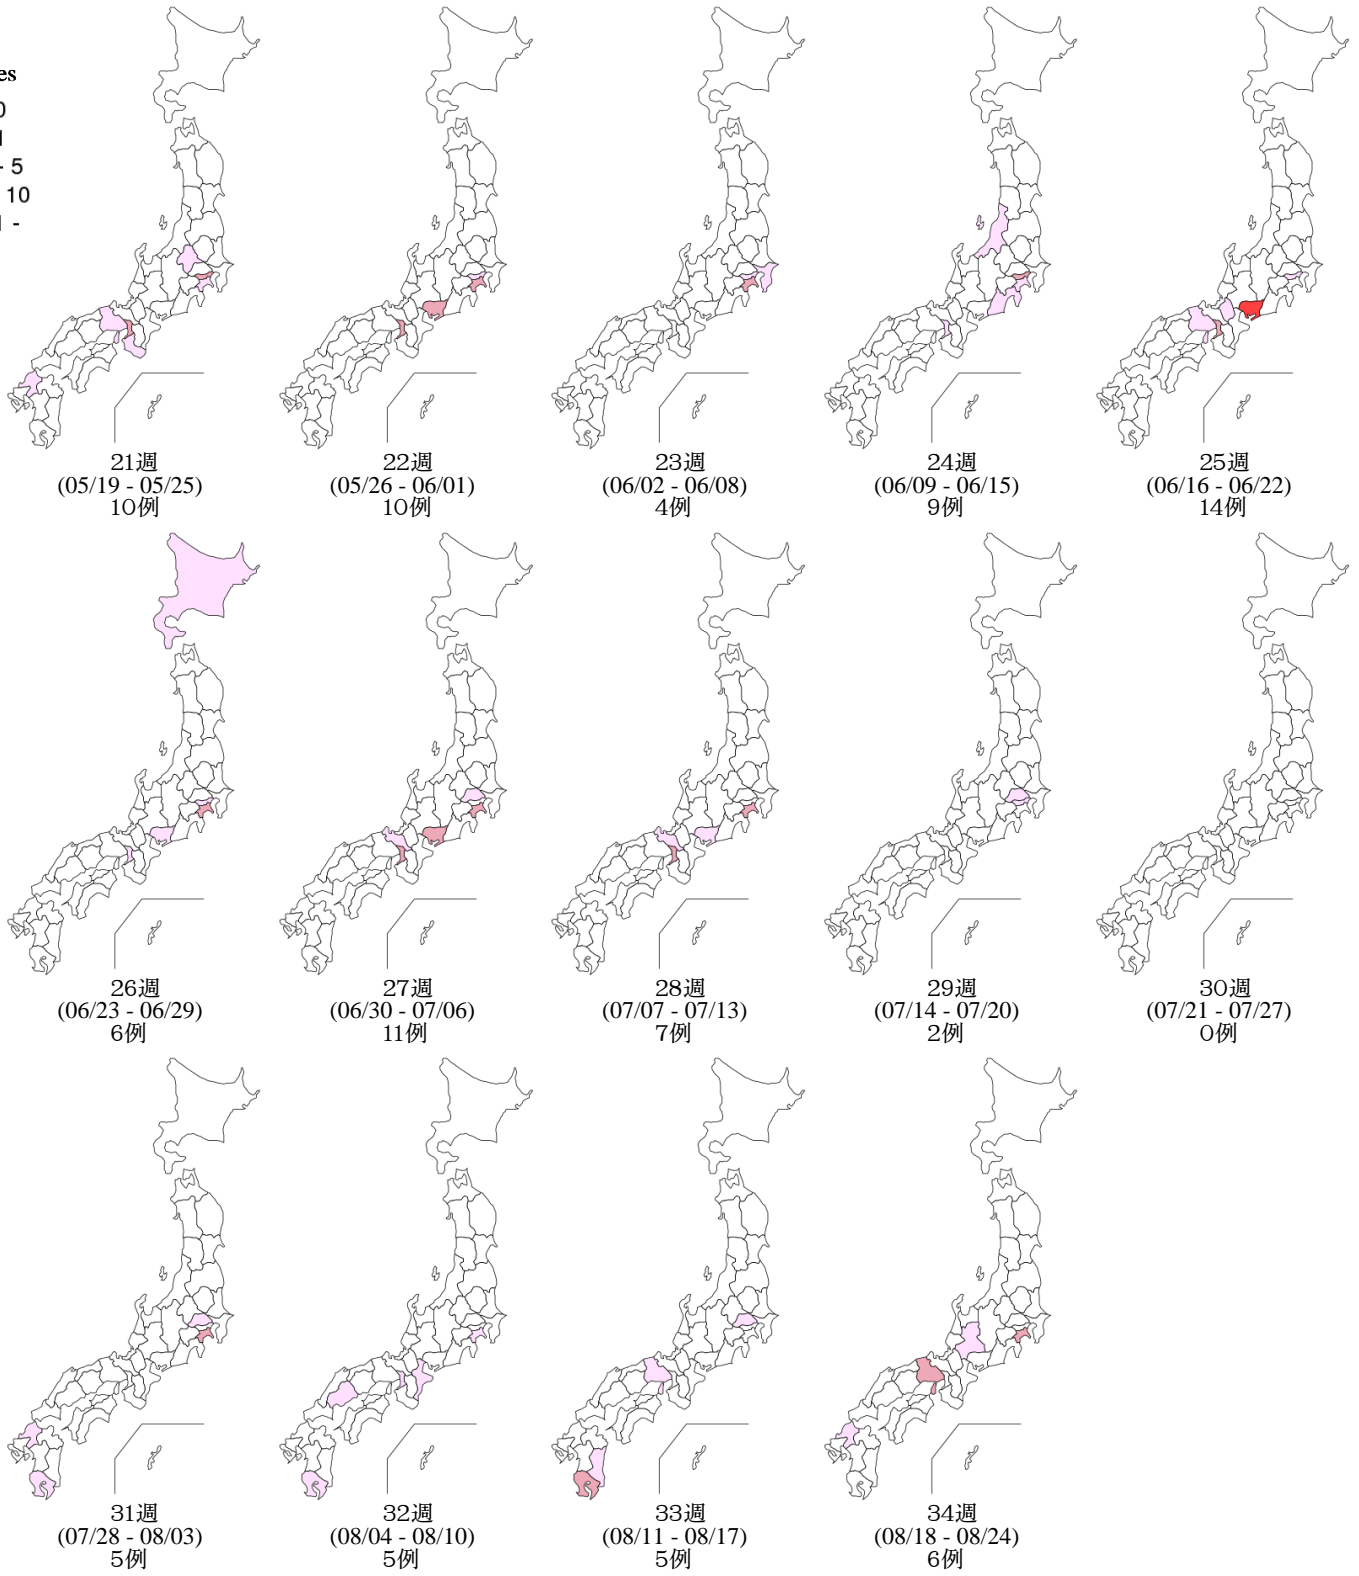 es
0
1
- 5
10
1 -
21週
(05/19 - 05/25)
10例
22週
(05/26 - 06/01)
10例
23週
(06/02 - 06/08)
4例
24週
(06/09 - 06/15)
9例
25週
(06/16 - 06/22)
14例
26週
(06/23 - 06/29)
6例
27週
(06/30 - 07/06)
11例
28週
(07/07 - 07/13)
7例
29週
(07/14 - 07/20)
2例
30週
(07/21 - 07/27)
0例
31週
(07/28 - 08/03)
5例
32週
(08/04 - 08/10)
5例
33週
(08/11 - 08/17)
5例
34週
(08/18 - 08/24)
6例